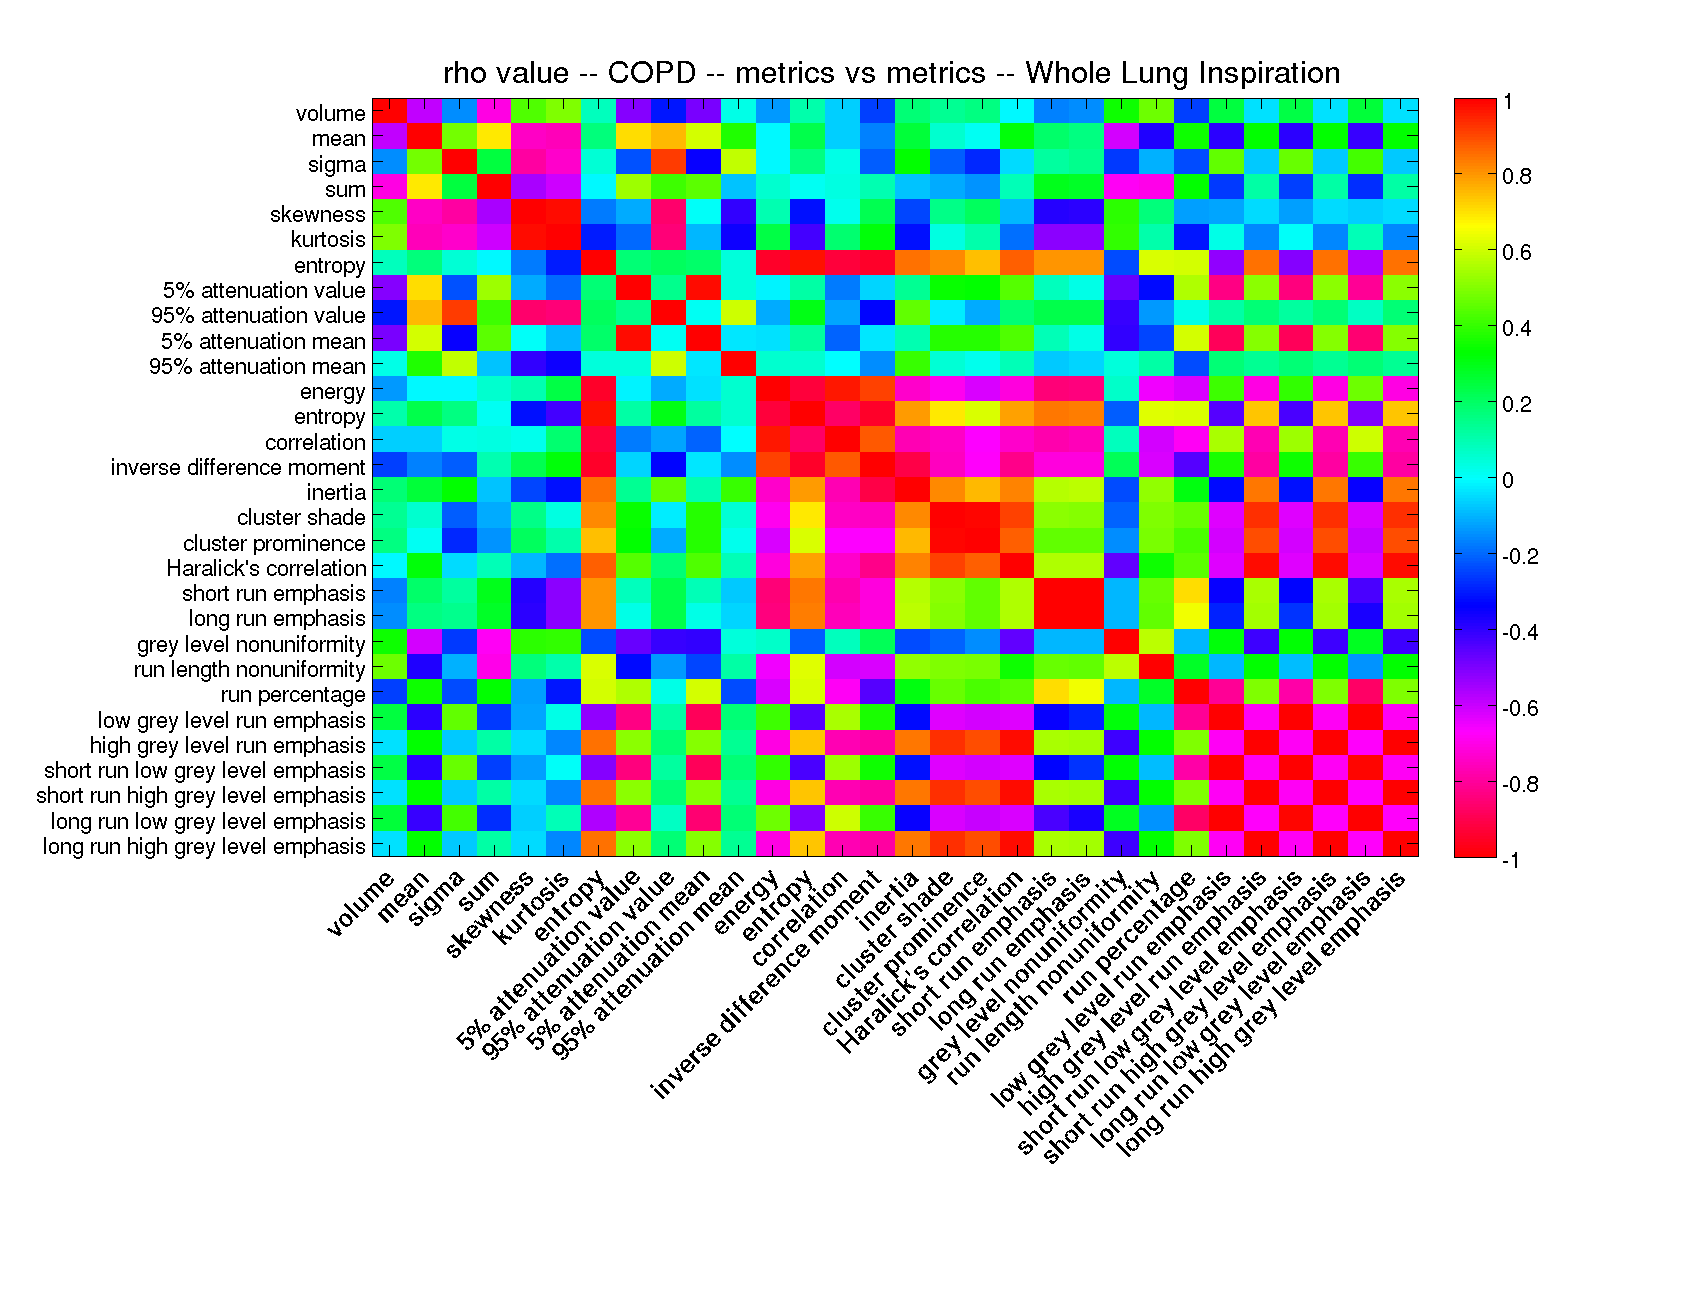 rho value -- COPD -- metrics vs metrics -- Whole Lung Inspiration
volume
mean
sigma
sum
skewness
kurtosis
entropy
5% attenuation value
95% attenuation value
5% attenuation mean
95% attenuation mean
energy
entropy
correlation
inverse difference moment
inertia
cluster shade
cluster prominence
Haralick's correlation
short run emphasis
long run emphasis
grey level nonuniformity
run length nonuniformity
run percentage
low grey level run emphasis
high grey level run emphasis
short run low grey level emphasis
short run high grey level emphasis
long run low grey level emphasis
long run high grey level emphasis
volume
mean
sigma
sum
skewness
kurtosis
entropy
5% attenuation value
95% attenuation value
5% attenuation mean
95% attenuation mean
energy
entropy
correlation
inverse difference moment
inertia
cluster shade
cluster prominence
Haralick's correlation
short run emphasis
long run emphasis
grey level nonuniformity
run length nonuniformity
run percentage
low grey level run emphasis
high grey level run emphasis
short run low grey level emphasis
short run high grey level emphasis
long run low grey level emphasis
long run high grey level emphasis
1
0.8
0.6
0.4
0.2
0
-0.2
-0.4
-0.6
-0.8
-1